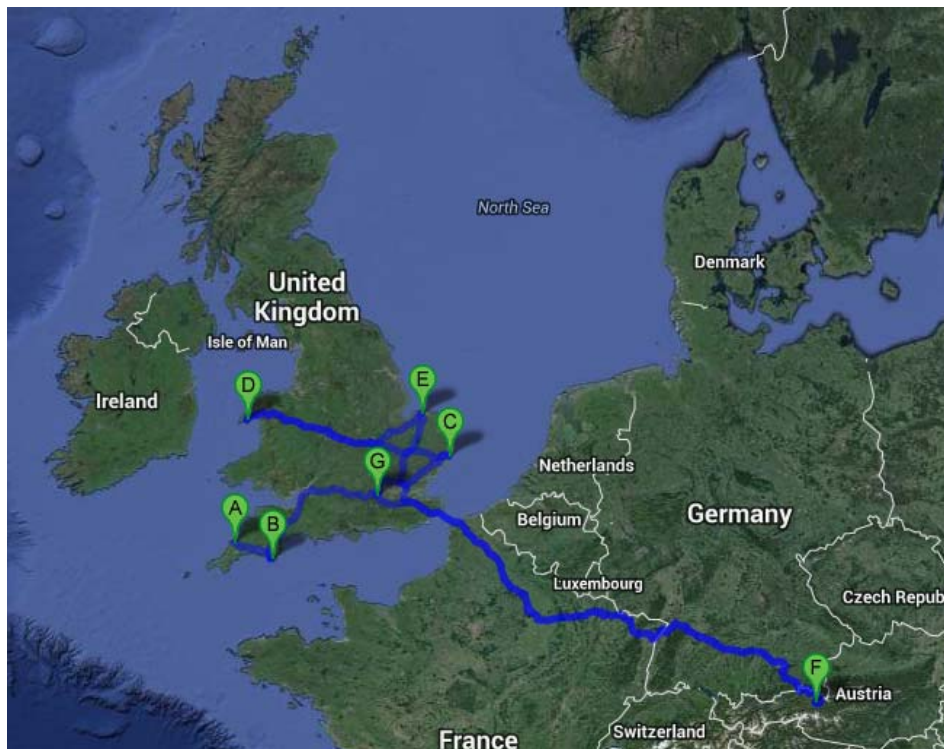 North Sea
Denmark
United
Kingdom
Isle of Man
Ireland
D
E
C
G
A
B
Netherlands
Belgium
Germany
Luxembourg
Czech Repub
F
Austria
Switzerland
France